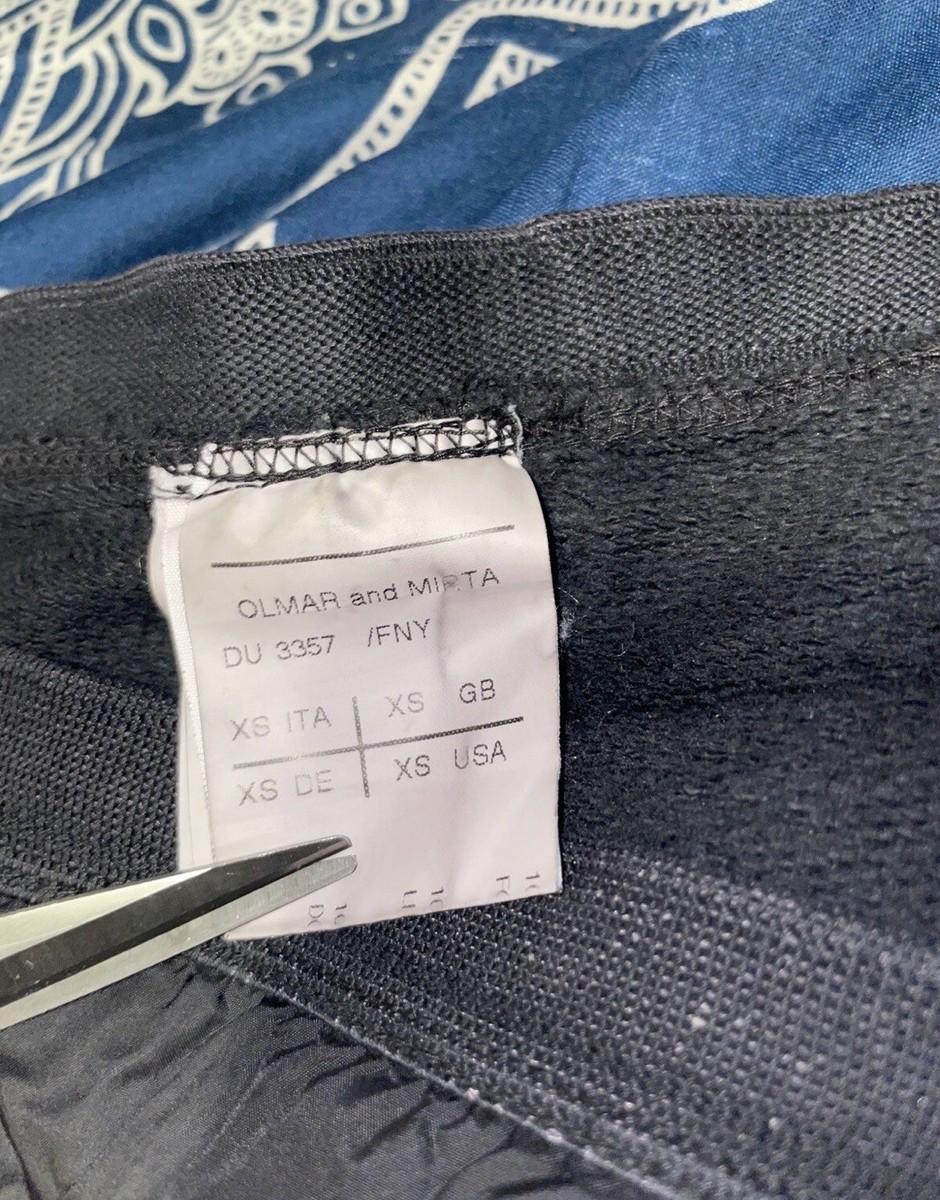 OLMAR and MIRTA
DU 3357 /FNY
XS ITA XS GB
XS DE XS USA